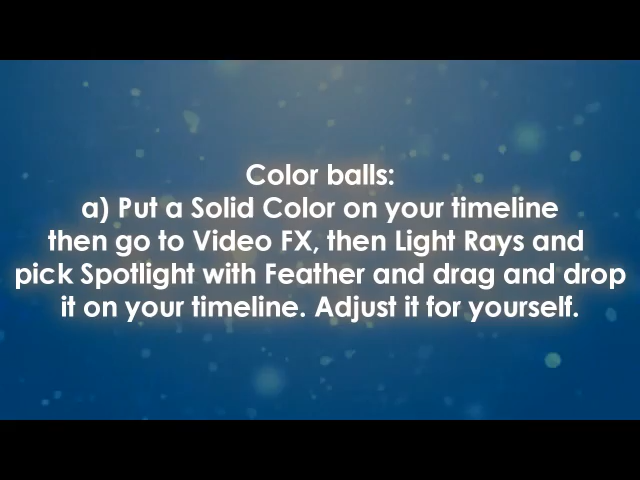 Color balls:
a) Put a Solid Color on your timeline
then go to Video FX, then Light Rays and
pick Spotlight with Feather and drag and drop
it on your timeline. Adjust it for yourself.